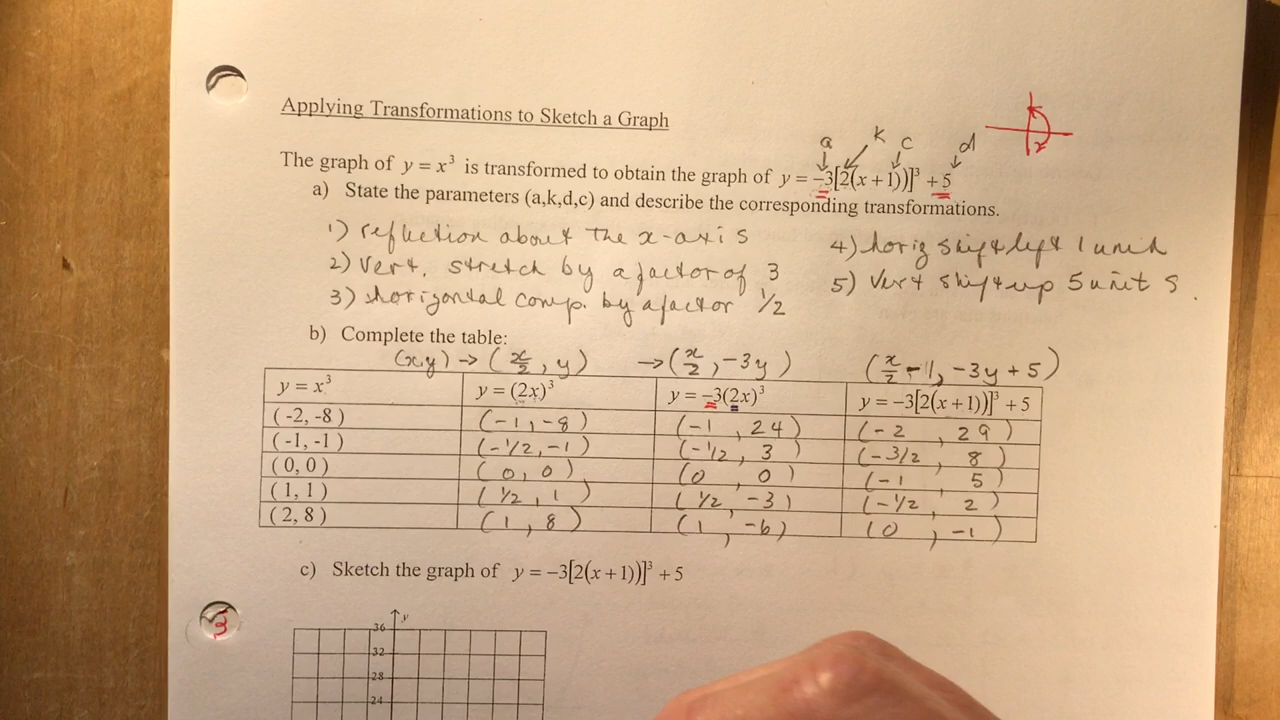 Applying Transformations to Sketch a Graph
a k c d
The graph of y = x³ is transformed to obtain the graph of y = −3[2(x+1))]³ + 5
a) State the parameters (a,k,d,c) and describe the corresponding transformations.
1) reflection about the x-axis
2) vert. stretch by a factor of 3
3) horizontal comp. by a factor 1/2
4) horiz shift left 1 unit
5) vert shift up 5 units.
b) Complete the table:
(x,y) → (x/2, y) → (x/2, -3y) (x/2 -1, -3y + 5)
y = x³ y = (2x)³ y = −3(2x)³ y = −3[2(x+1))]³ + 5
(-2, -8) (-1, -8) (-1, 24) (-2, 29)
(-1, -1) (-1/2, -1) (-1/2, 3) (-3/2, 8)
(0, 0) (0, 0) (0, 0) (-1, 5)
(1, 1) (1/2, 1) (1/2, -3) (-1/2, 2)
(2, 8) (1, 8) (1, -6) (0, -1)
c) Sketch the graph of y = −3[2(x+1))]³ + 5
3
y
36
32
28
24